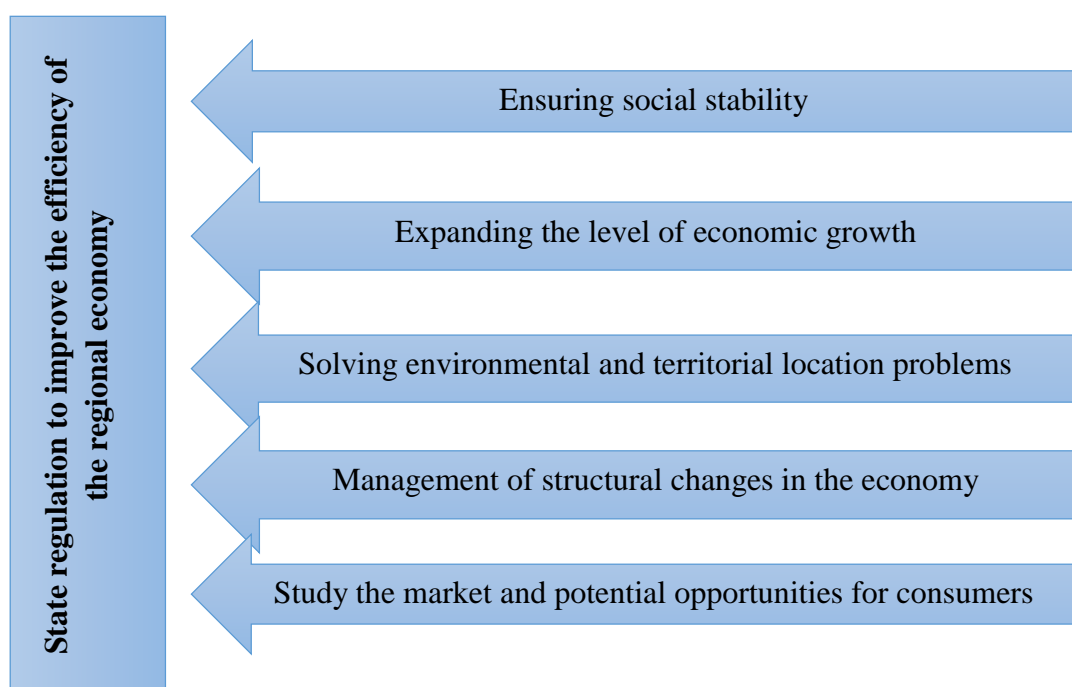 State regulation to improve the efficiency of
the regional economy
Ensuring social stability
Expanding the level of economic growth
Solving environmental and territorial location problems
Management of structural changes in the economy
Study the market and potential opportunities for consumers